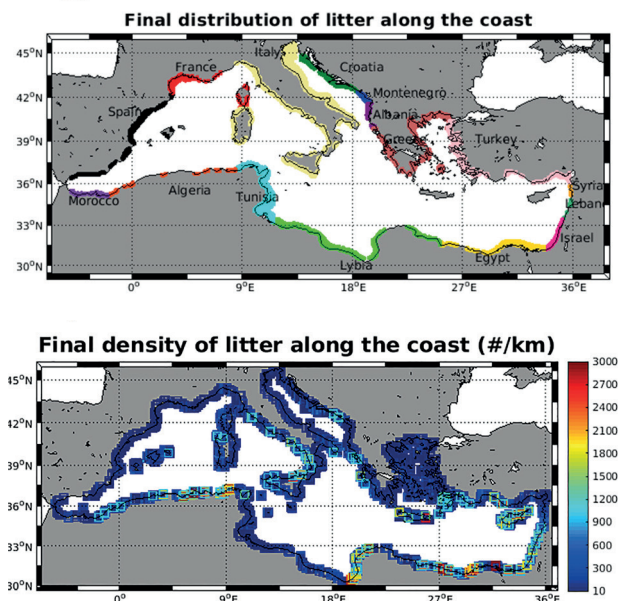 Final distribution of litter along the coast
45°N
42°N
39°N
36°N
33°N
30°N
Italy
France
Croatia
Montenegro
Spain
Albania
Greec
Turkey
Morocco
Algeria
Tunisia
Syria
Leban
Israel
Lybia
Egypt
0°
9°E
18°E
27°E
36°E
Final density of litter along the coast (#/km)
45°N
42°N
39°N
36°N
33°N
30°N
0°
9°E
18°E
27°E
36°E
3000
2700
2400
2100
1800
1500
1200
900
600
300
10